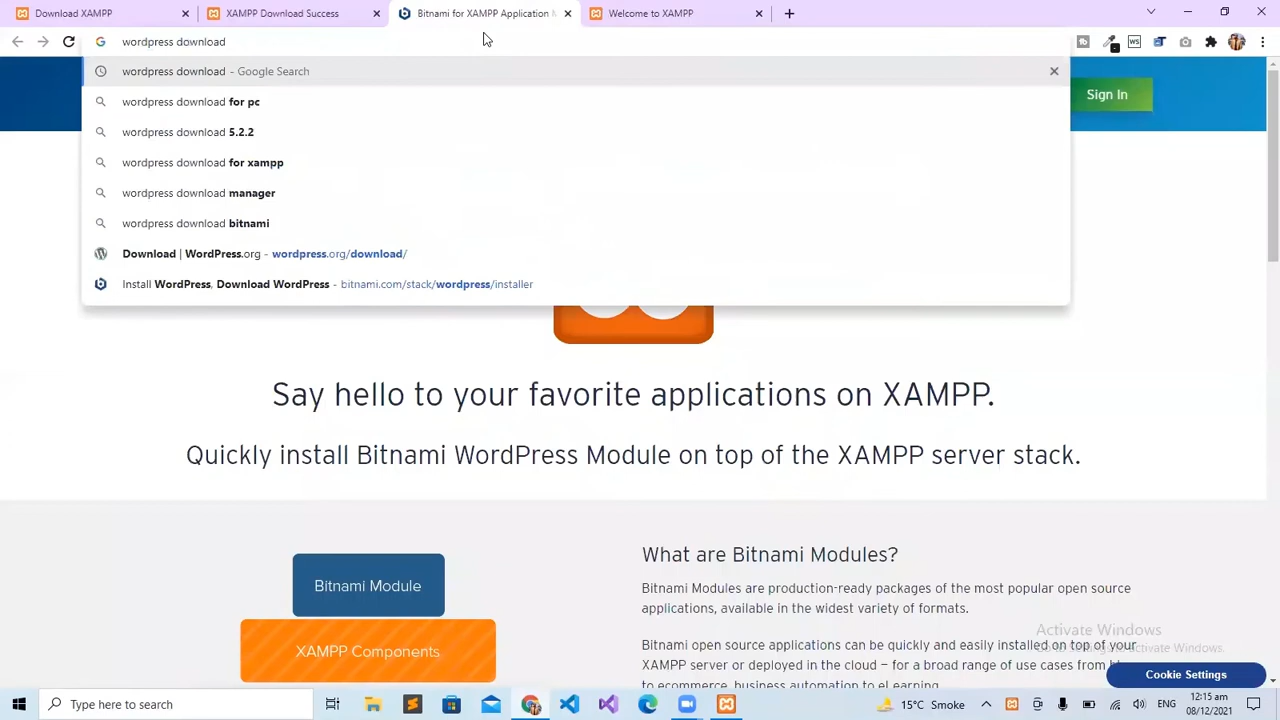 Download XAMPP
XAMPP Download Success
Bitnami for XAMPP Application M
Welcome to XAMPP
wordpress download
wordpress download - Google Search
wordpress download for pc
wordpress download 5.2.2
wordpress download for xampp
wordpress download manager
wordpress download bitnami
Download | WordPress.org - wordpress.org/download/
Install WordPress, Download WordPress - bitnami.com/stack/wordpress/installer
WS
Sign In
Say hello to your favorite applications on XAMPP.
Quickly install Bitnami WordPress Module on top of the XAMPP server stack.
Bitnami Module
XAMPP Components
What are Bitnami Modules?
Bitnami Modules are production-ready packages of the most popular open source
applications, available in the widest variety of formats.
Bitnami open source applications can be quickly and easily installed on top of your
XAMPP server or deployed in the cloud – for a broad range of use cases from
to ecommerce, business automation to eLearning.
Activate Windows
Go to Settings to activate Windows.
Cookie Settings
Type here to search
15°C Smoke
ENG
12:15 am
08/12/2021